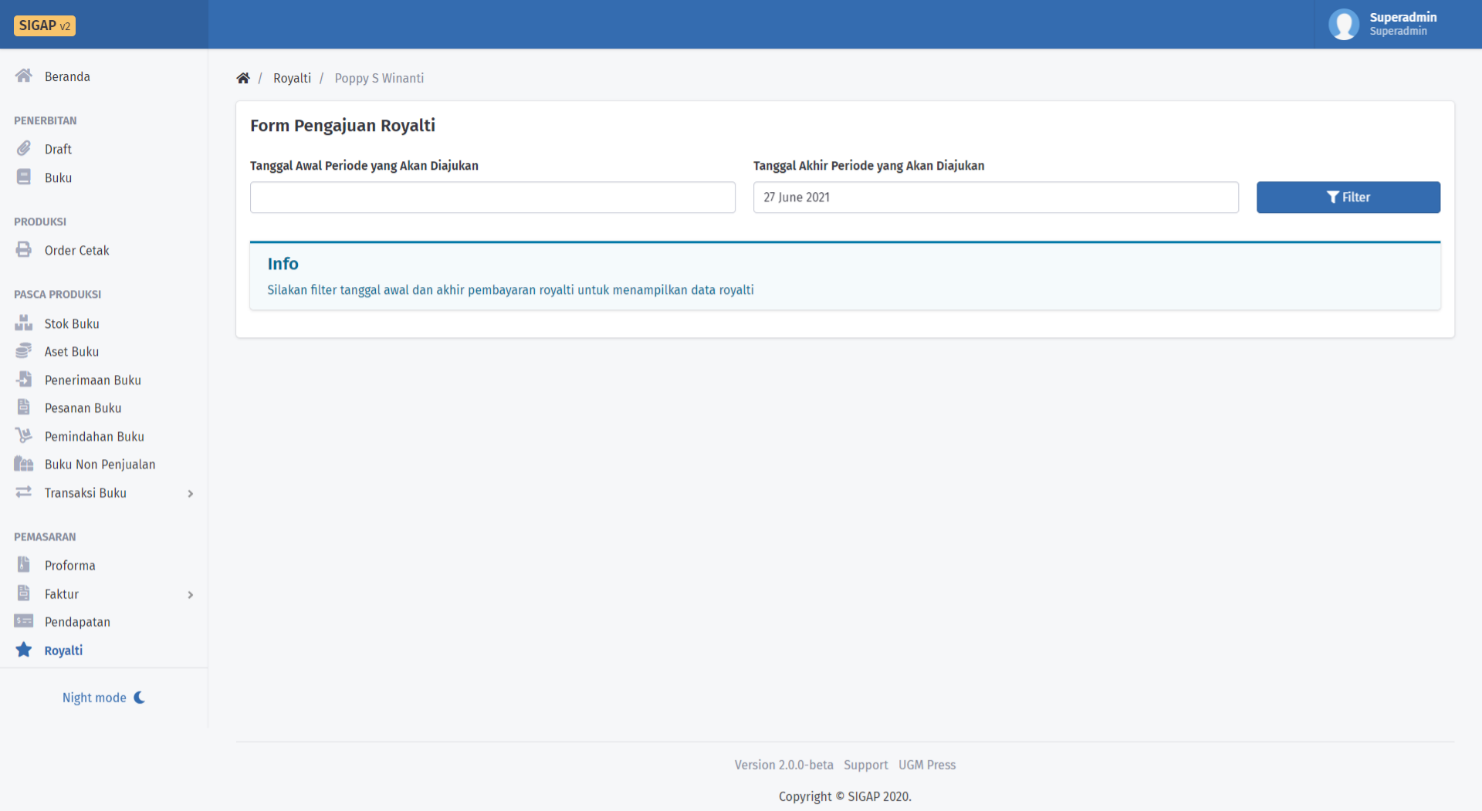 SIGAP v2
Superadmin
Superadmin
Beranda
PENERBITAN
Draft
Buku
PRODUKSI
Order Cetak
PASCA PRODUKSI
Stok Buku
Aset Buku
Penerimaan Buku
Pesanan Buku
Pemindahan Buku
Buku Non Penjualan
Transaksi Buku
PEMASARAN
Proforma
Faktur
Pendapatan
Royalti
Night mode
/ Royalti / Poppy S Winanti
Form Pengajuan Royalti
Tanggal Awal Periode yang Akan Diajukan
Tanggal Akhir Periode yang Akan Diajukan
27 June 2021
Filter
Info
Silakan filter tanggal awal dan akhir pembayaran royalti untuk menampilkan data royalti
Version 2.0.0-beta Support UGM Press
Copyright © SIGAP 2020.